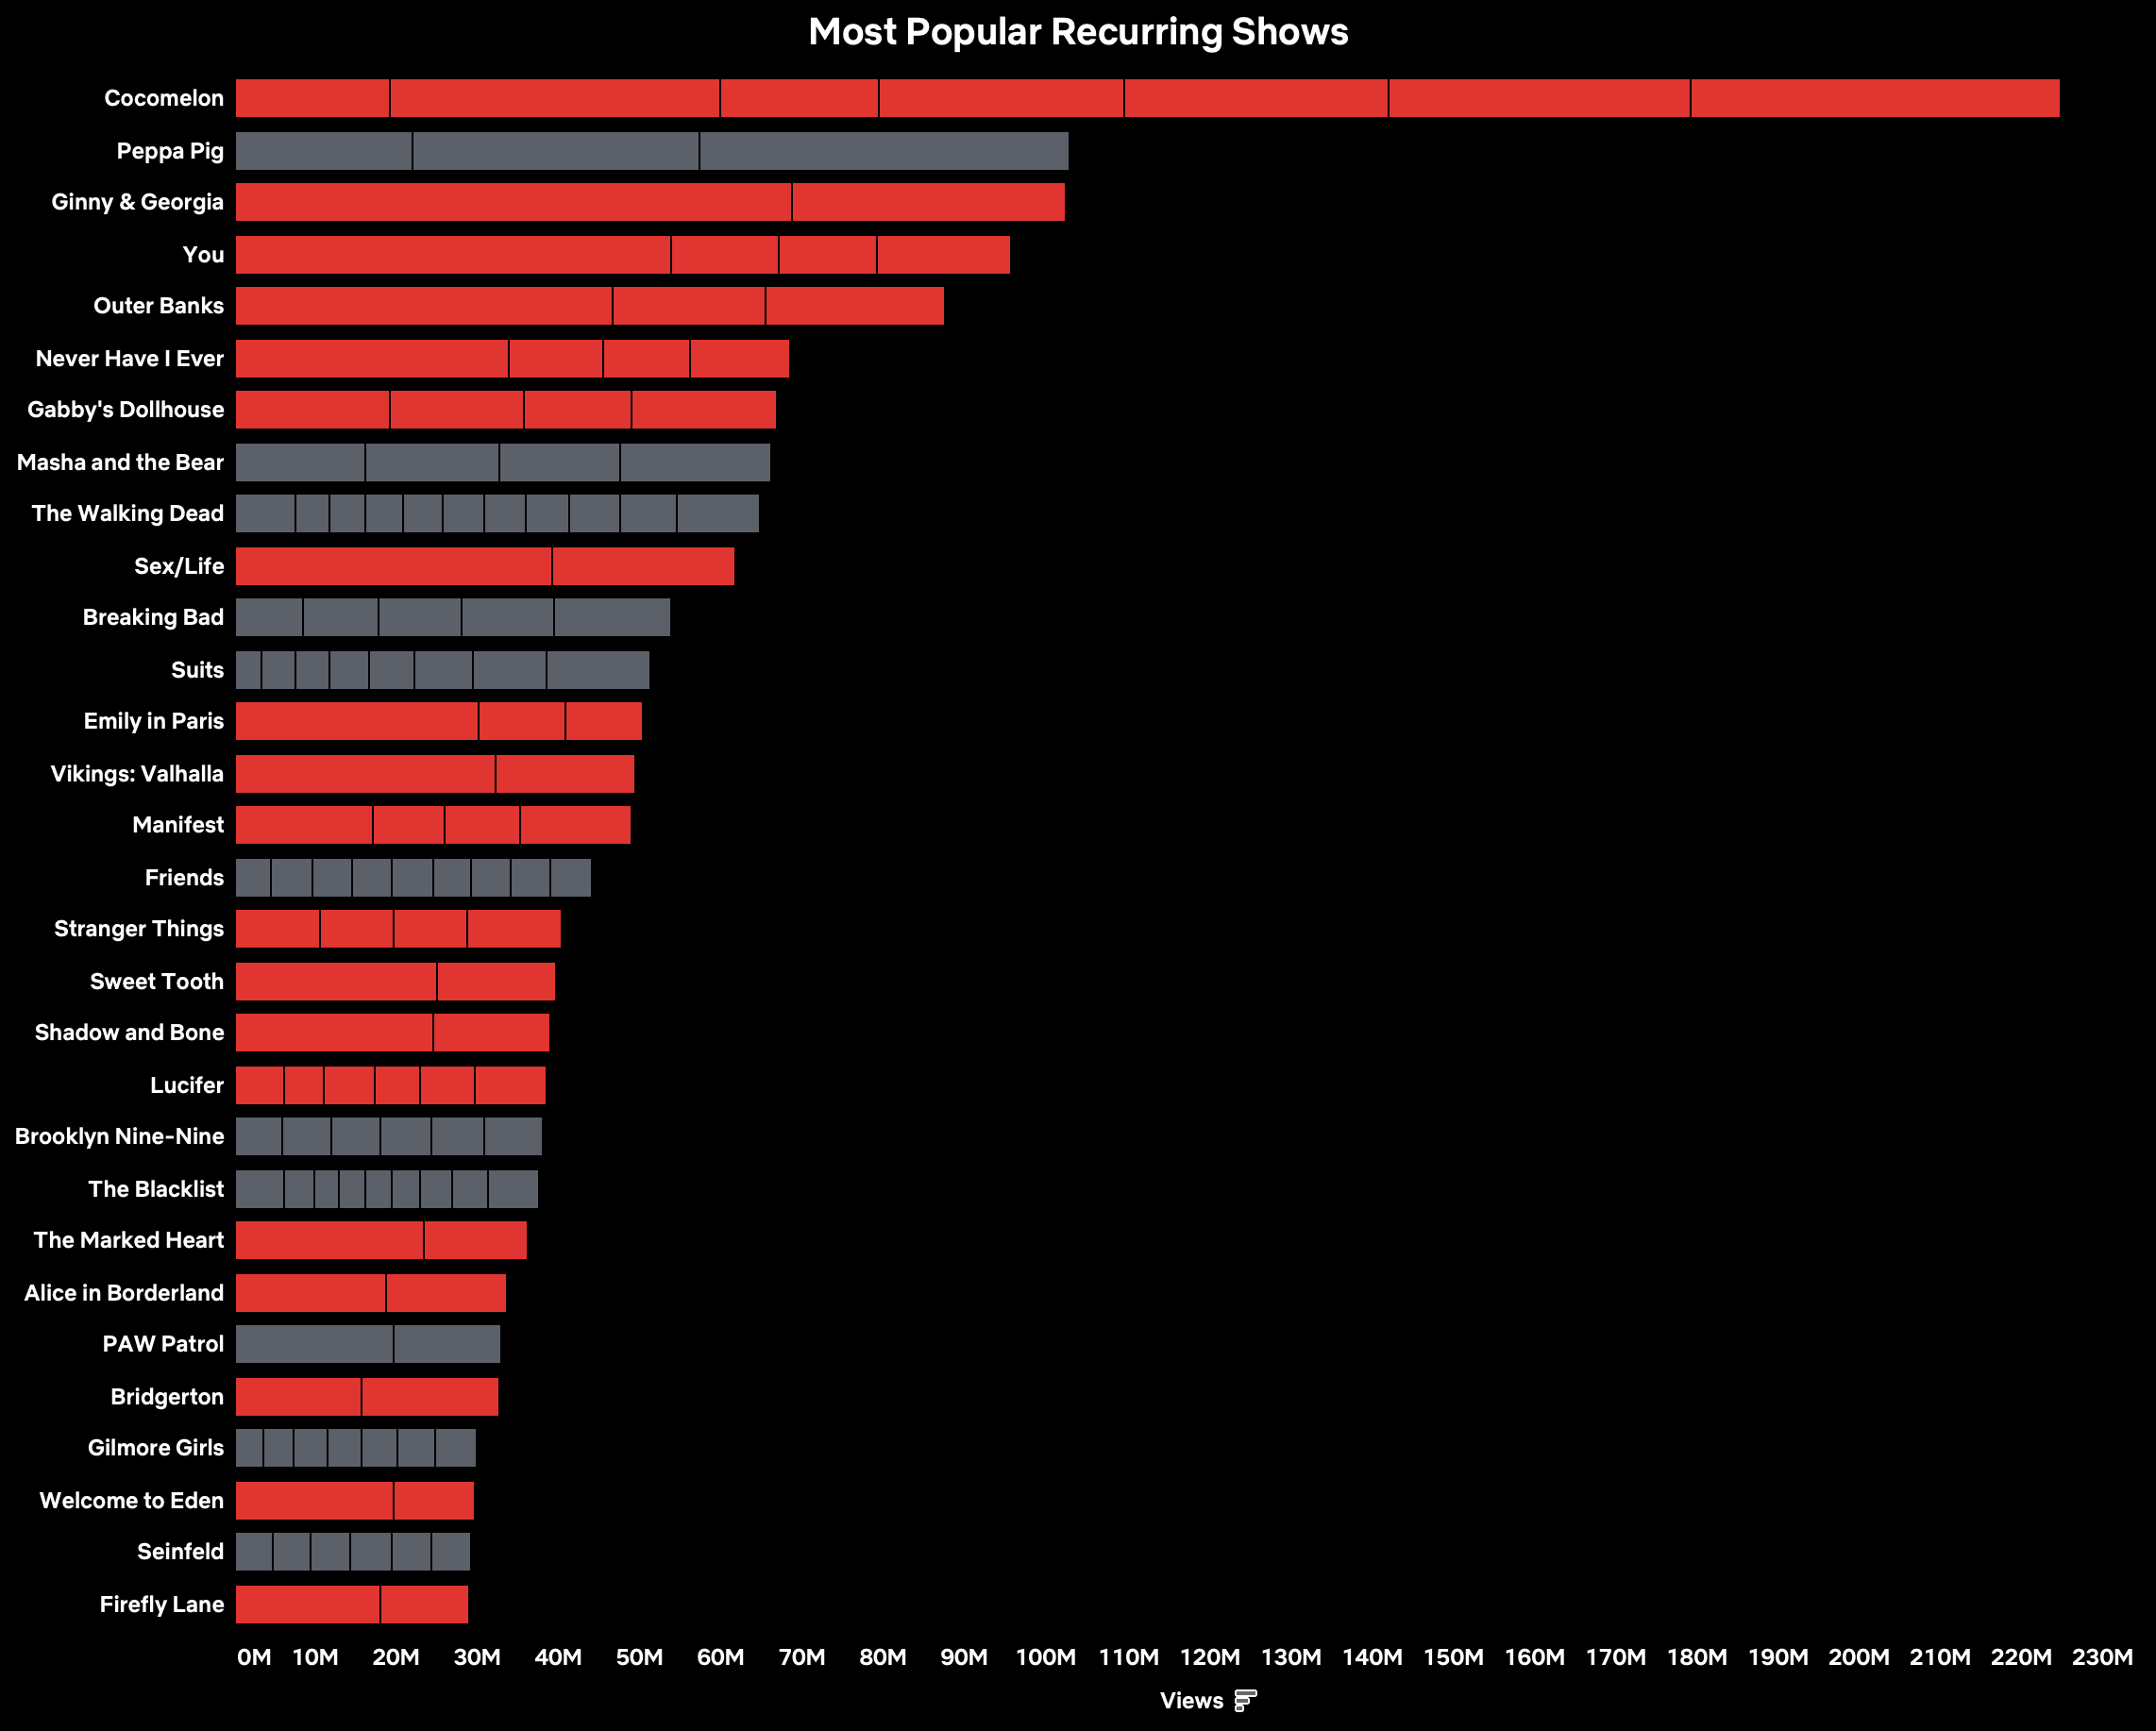 Most Popular Recurring Shows
Cocomelon
Peppa Pig
Ginny & Georgia
You
Outer Banks
Never Have I Ever
Gabby's Dollhouse
Masha and the Bear
The Walking Dead
Sex/Life
Breaking Bad
Suits
Emily in Paris
Vikings: Valhalla
Manifest
Friends
Stranger Things
Sweet Tooth
Shadow and Bone
Lucifer
Brooklyn Nine-Nine
The Blacklist
The Marked Heart
Alice in Borderland
PAW Patrol
Bridgerton
Gilmore Girls
Welcome to Eden
Seinfeld
Firefly Lane
0M 10M 20M 30M 40M 50M 60M 70M 80M 90M 100M 110M 120M 130M 140M 150M 160M 170M 180M 190M 200M 210M 220M 230M
Views